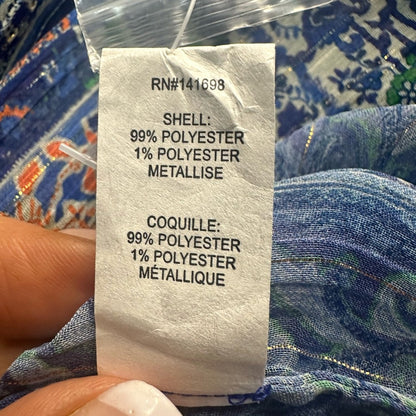 RN#141698
SHELL:
99% POLYESTER
1% POLYESTER
METALLISE
COQUILLE:
99% POLYESTER
1% POLYESTER
MÉTALLIQUE